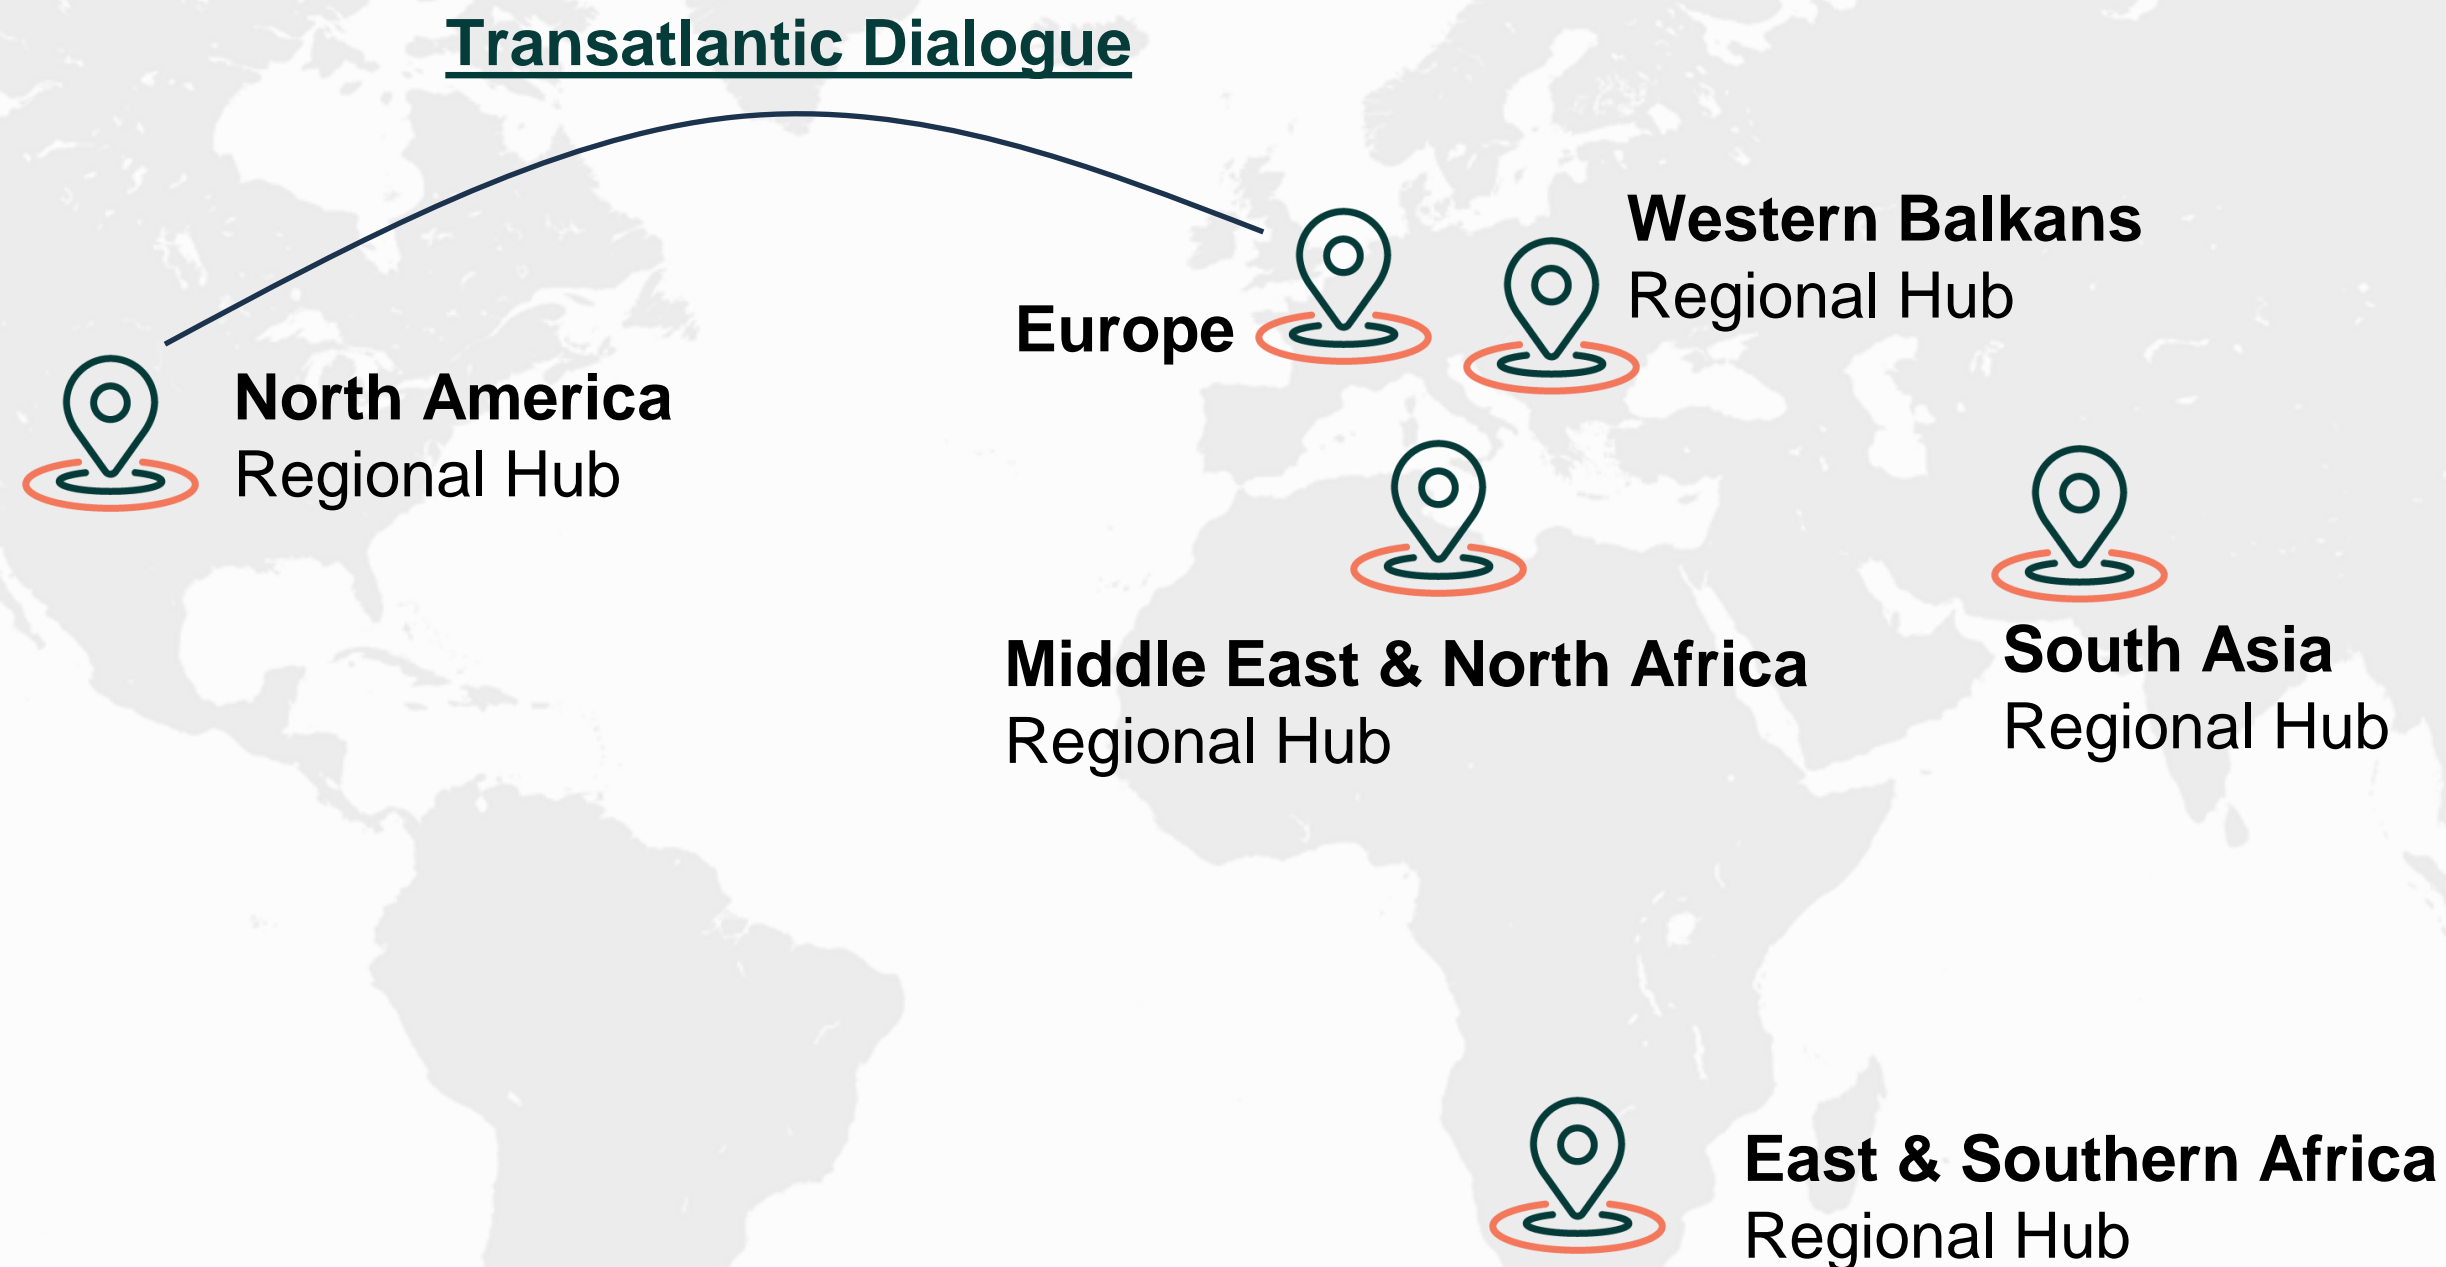 Transatlantic Dialogue
Western Balkans
Regional Hub
Europe
North America
Regional Hub
Middle East & North Africa
Regional Hub
South Asia
Regional Hub
East & Southern Africa
Regional Hub